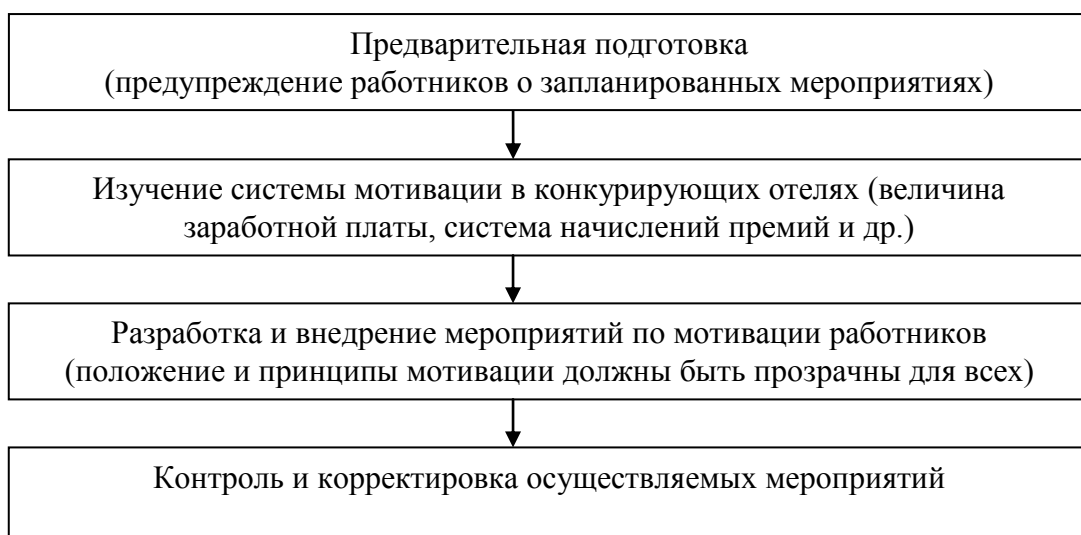 Предварительная подготовка
(предупреждение работников о запланированных мероприятиях)
Изучение системы мотивации в конкурирующих отелях (величина
заработной платы, система начислений премий и др.)
Разработка и внедрение мероприятий по мотивации работников
(положение и принципы мотивации должны быть прозрачны для всех)
Контроль и корректировка осуществляемых мероприятий